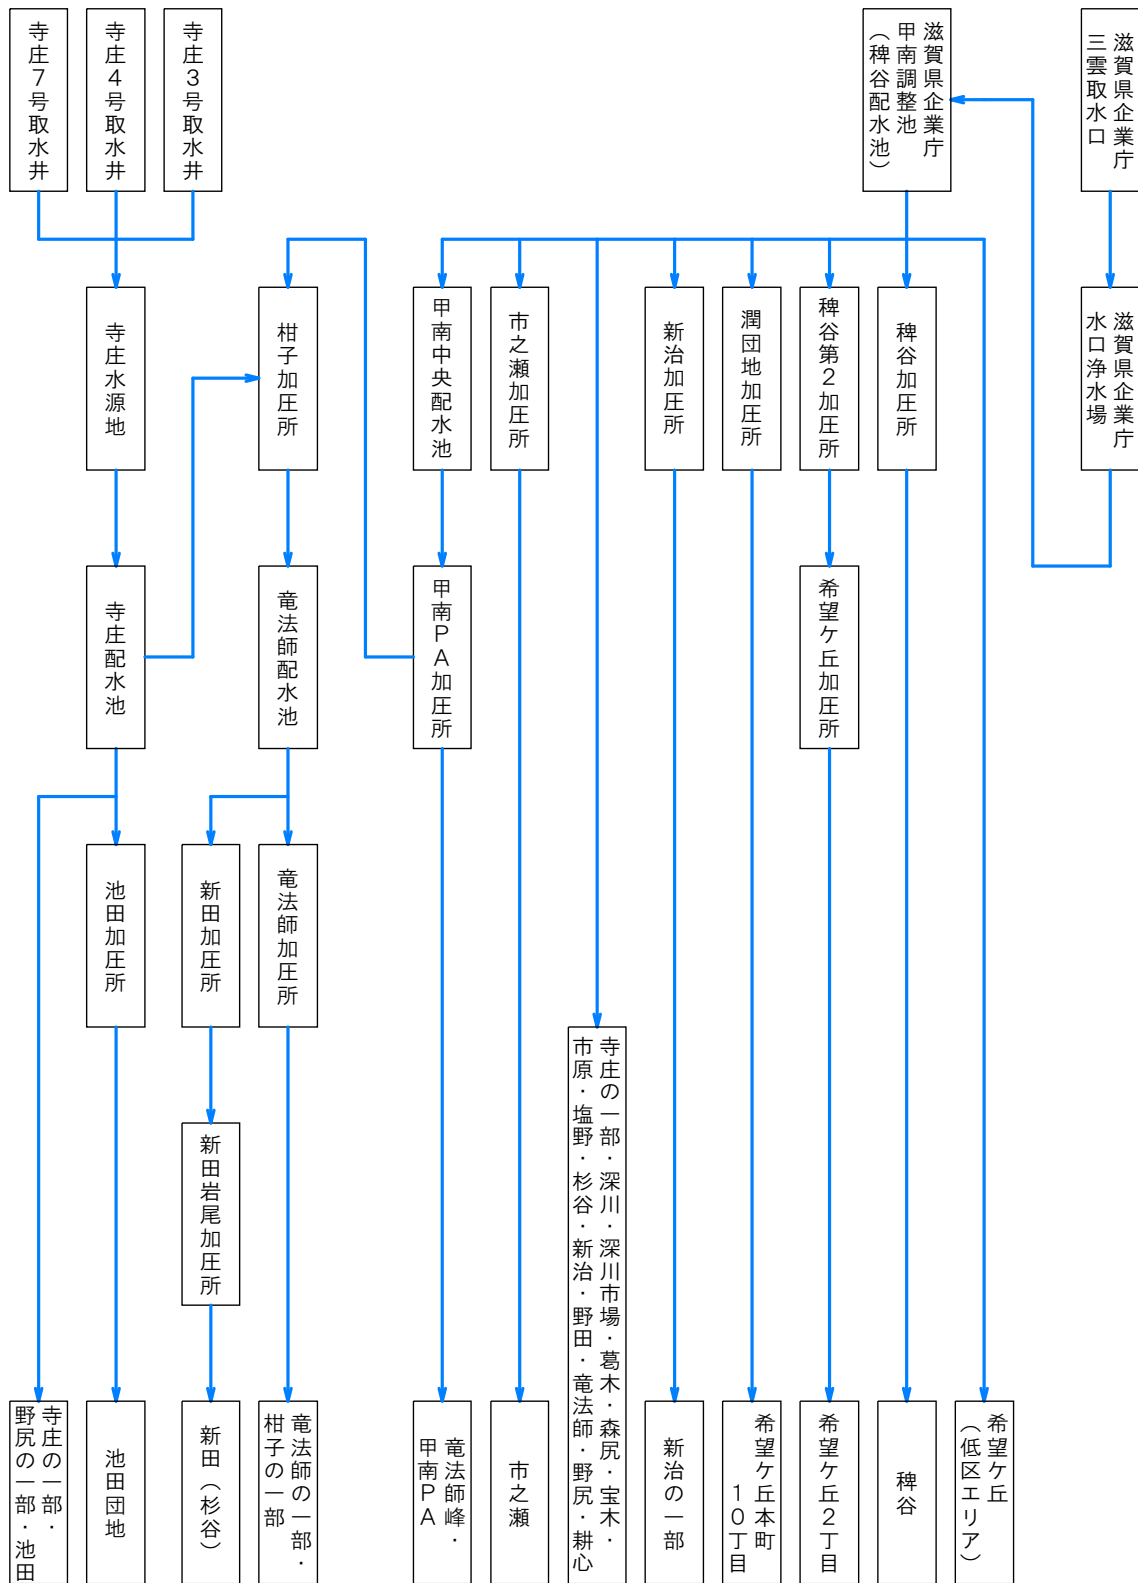 滋賀県企業庁
三雲取水口
滋賀県企業庁
甲南調整池
（稗谷配水池）
寺庄３号取水井
寺庄４号取水井
寺庄７号取水井
滋賀県企業庁
水口浄水場
稗谷加圧所
稗谷第２加圧所
潤団地加圧所
新治加圧所
市之瀬加圧所
甲南中央配水池
柑子加圧所
寺庄水源地
希望ケ丘加圧所
甲南ＰＡ加圧所
竜法師配水池
寺庄配水池
竜法師加圧所
新田加圧所
池田加圧所
寺庄の一部・深川・深川市場・葛木・森尻・宝木・
市原・塩野・杉谷・新治・野田・竜法師・野尻・耕心
新田岩尾加圧所
希望ケ丘
（低区エリア）
稗谷
希望ケ丘２丁目
希望ケ丘本町
１０丁目
新治の一部
市之瀬
竜法師峰・
甲南ＰＡ
竜法師の一部・
柑子の一部
新田（杉谷）
池田団地
寺庄の一部・
野尻の一部・池田